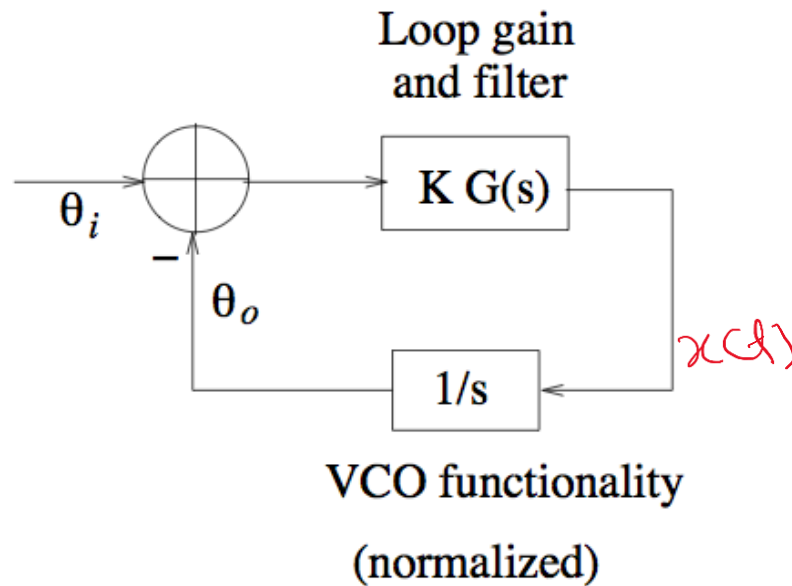 Loop gain
and filter
K G(s)
θi
−
θo
x(t)
1/s
VCO functionality
(normalized)